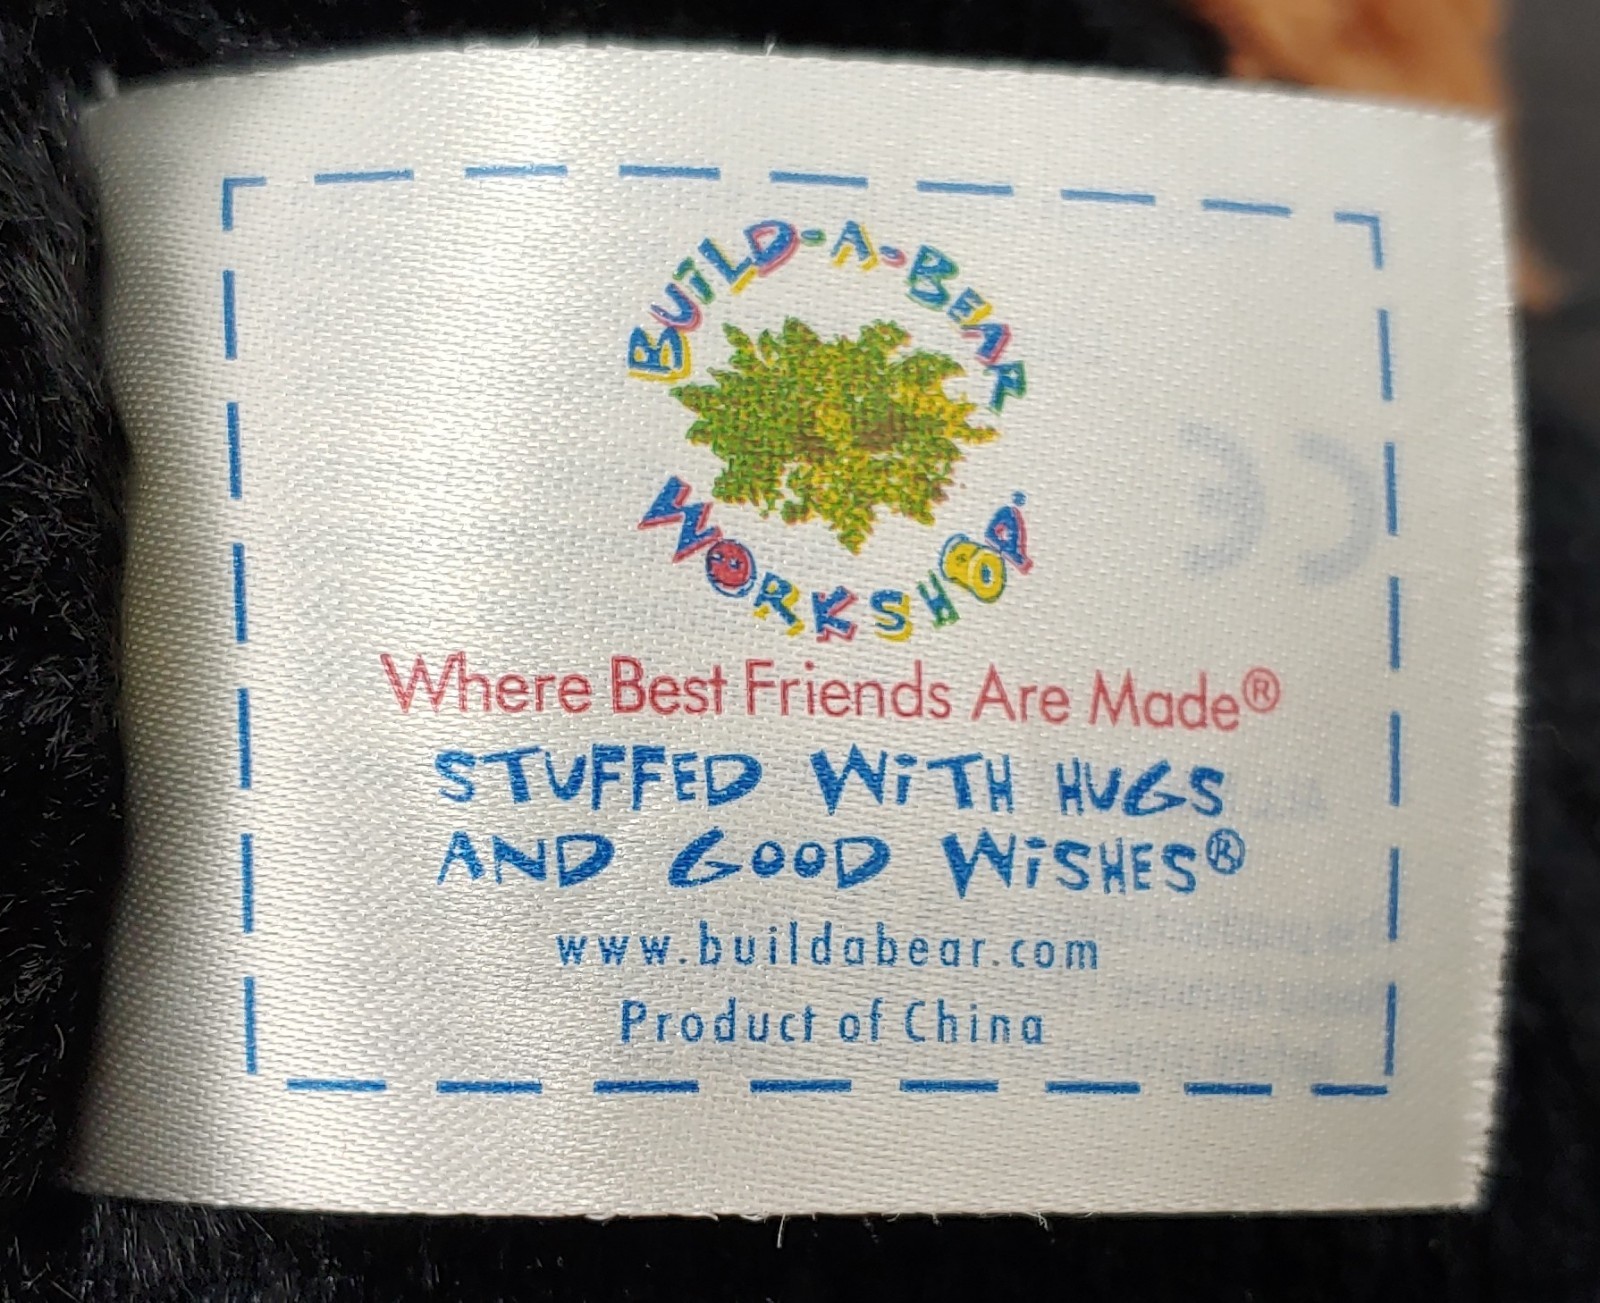 BUiLD-A-BEAR
WORKSHOP
Where Best Friends Are Made®
STUFFED WiTH HUGS
AND GOOD WiSHES®
www.buildabear.com
Product of China